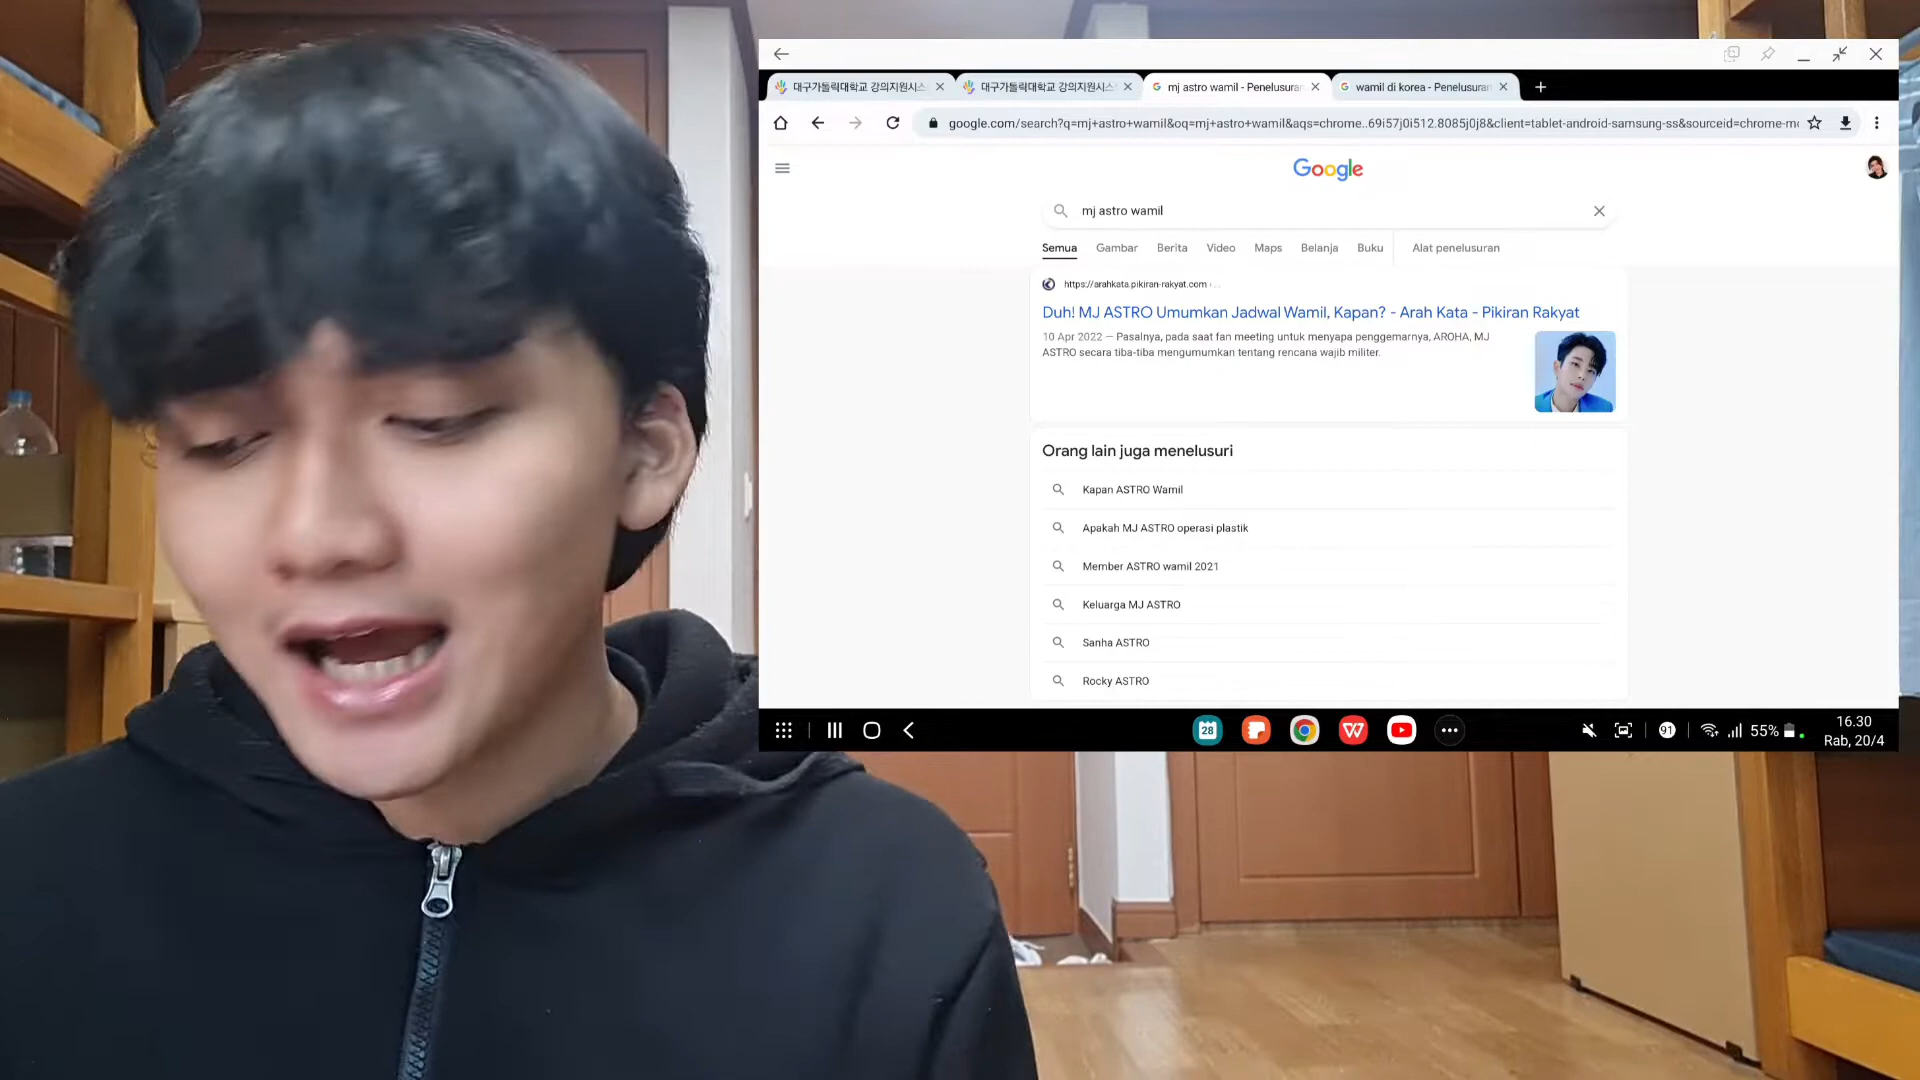 대구가톨릭대학교 강의지원시스
대구가톨릭대학교 강의지원시스
mj astro wamil - Penelusuran
wamil di korea - Penelusuran
google.com/search?q=mj+astro+wamil&oq=mj+astro+wamil&aqs=chrome..69i57j0i512.8085j0j8&client=tablet-android-samsung-ss&sourceid=chrome-mo
Google
mj astro wamil
Semua Gambar Berita Video Maps Belanja Buku Alat penelusuran
https://arahkata.pikiran-rakyat.com › ...
Duh! MJ ASTRO Umumkan Jadwal Wamil, Kapan? - Arah Kata - Pikiran Rakyat
10 Apr 2022 — Pasalnya, pada saat fan meeting untuk menyapa penggemarnya, AROHA, MJ
ASTRO secara tiba-tiba mengumumkan tentang rencana wajib militer.
Orang lain juga menelusuri
Kapan ASTRO Wamil
Apakah MJ ASTRO operasi plastik
Member ASTRO wamil 2021
Keluarga MJ ASTRO
Sanha ASTRO
Rocky ASTRO
28
91
55%
16.30
Rab, 20/4